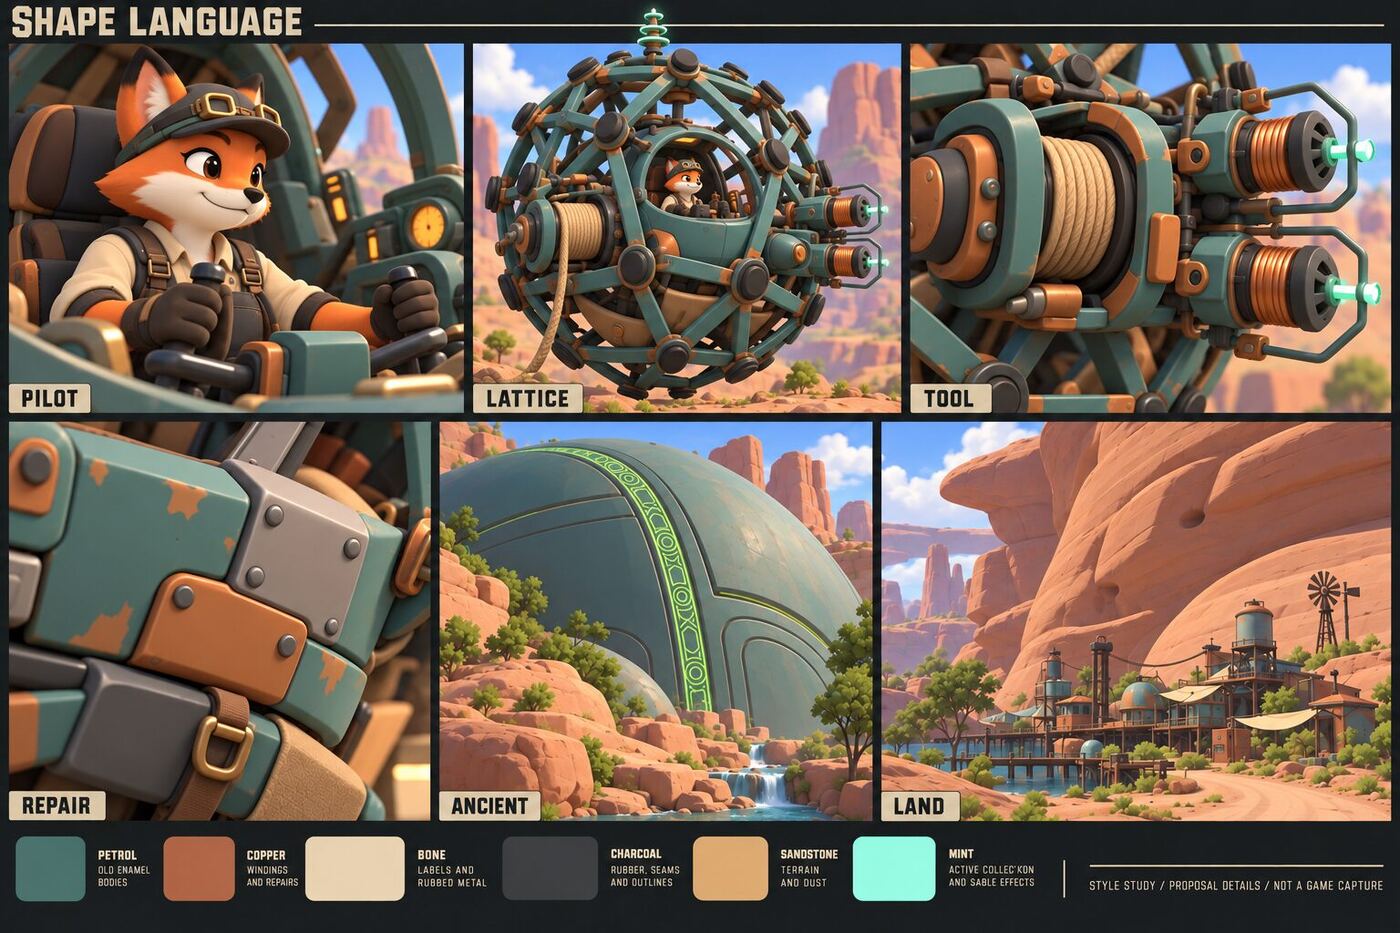 SHAPE LANGUAGE
PILOT
LATTICE
TOOL
REPAIR
ANCIENT
LAND
PETROL
OLD ENAMEL
BODIES
COPPER
WINDINGS
AND REPAIRS
BONE
LABELS AND
RUBBED METAL
CHARCOAL
RUBBER, SEAMS
AND OUTLINES
SANDSTONE
TERRAIN
AND DUST
MINT
ACTIVE COLLEC'KON
AND SABLE EFFECTS
STYLE STUDY / PROPOSAL DETAILS / NOT A GAME CAPTURE